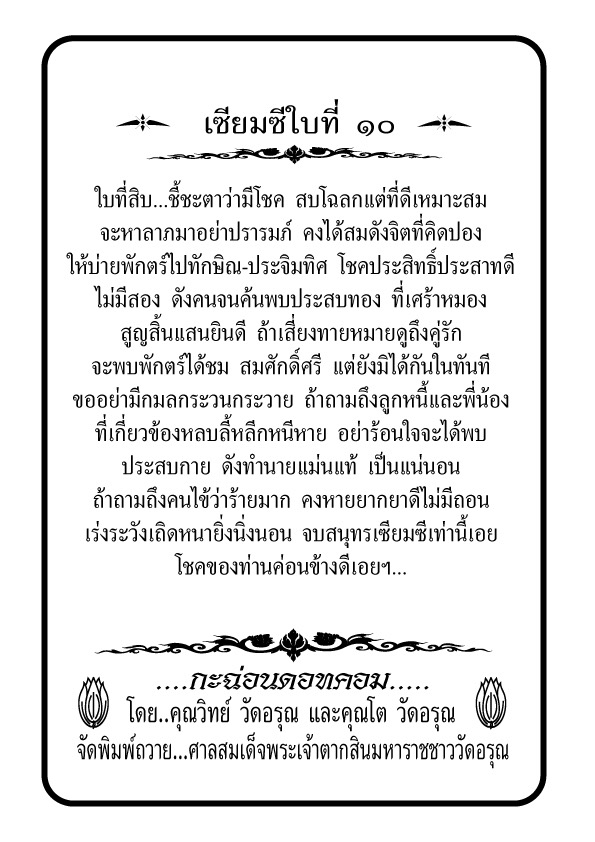 เซียมซีใบที่ ๑๐
ใบที่สิบ...ชี้ชะตาว่ามีโชค สบโฉลกแต่ที่ดีเหมาะสม
จะหาลาภมาอย่าปรารมภ์ คงได้สมดังจิตที่คิดปอง
ให้บ่ายพักตร์ไปทักษิณ-ประจิมทิศ โชคประสิทธิ์ประสาทดี
ไม่มีสอง ดังคนจนค้นพบประสบทอง ที่เศร้าหมอง
สูญสิ้นแสนยินดี ถ้าเสี่ยงทายหมายดูถึงคู่รัก
จะพบพักตร์ได้ชม สมศักดิ์ศรี แต่ยังมิได้กันในทันที
ขออย่ามีกมลกระวนกระวาย ถ้าถามถึงลูกหนี้และพี่น้อง
ที่เกี่ยวข้องหลบลี้หลีกหนีหาย อย่าร้อนใจจะได้พบ
ประสบกาย ดังทำนายแม่นแท้ เป็นแน่นอน
ถ้าถามถึงคนไข้ว่าร้ายมาก คงหายยากยาดีไม่มีถอน
เร่งระวังเถิดหนายิ่งนิ่งนอน จบสนุทรเซียมซีเท่านี้เอย
โชคของท่านค่อนข้างดีเอยฯ...
....กะฉ่อนดอทคอม.....
โดย..คุณวิทย์ วัดอรุณ และคุณโต วัดอรุณ
จัดพิมพ์ถวาย...ศาลสมเด็จพระเจ้าตากสินมหาราชชาววัดอรุณ